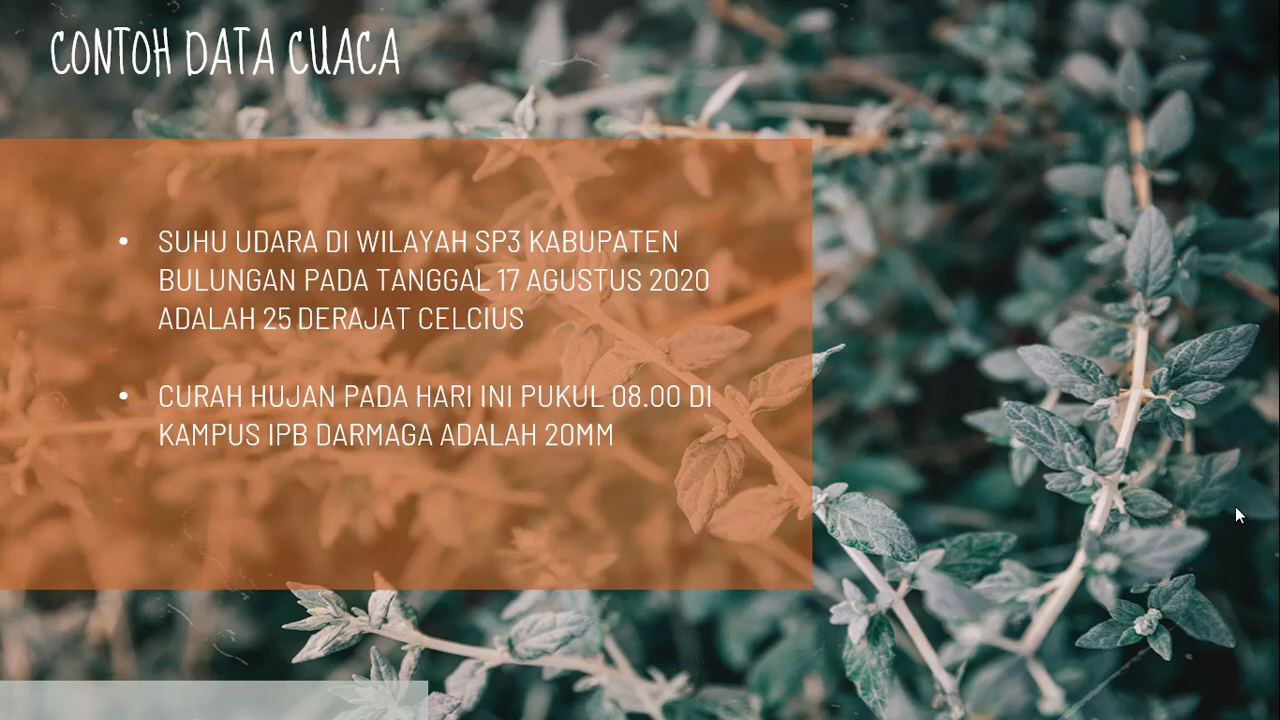 CONTOH DATA CUACA
• SUHU UDARA DI WILAYAH SP3 KABUPATEN
BULUNGAN PADA TANGGAL 17 AGUSTUS 2020
ADALAH 25 DERAJAT CELCIUS
• CURAH HUJAN PADA HARI INI PUKUL 08.00 DI
KAMPUS IPB DARMAGA ADALAH 20MM